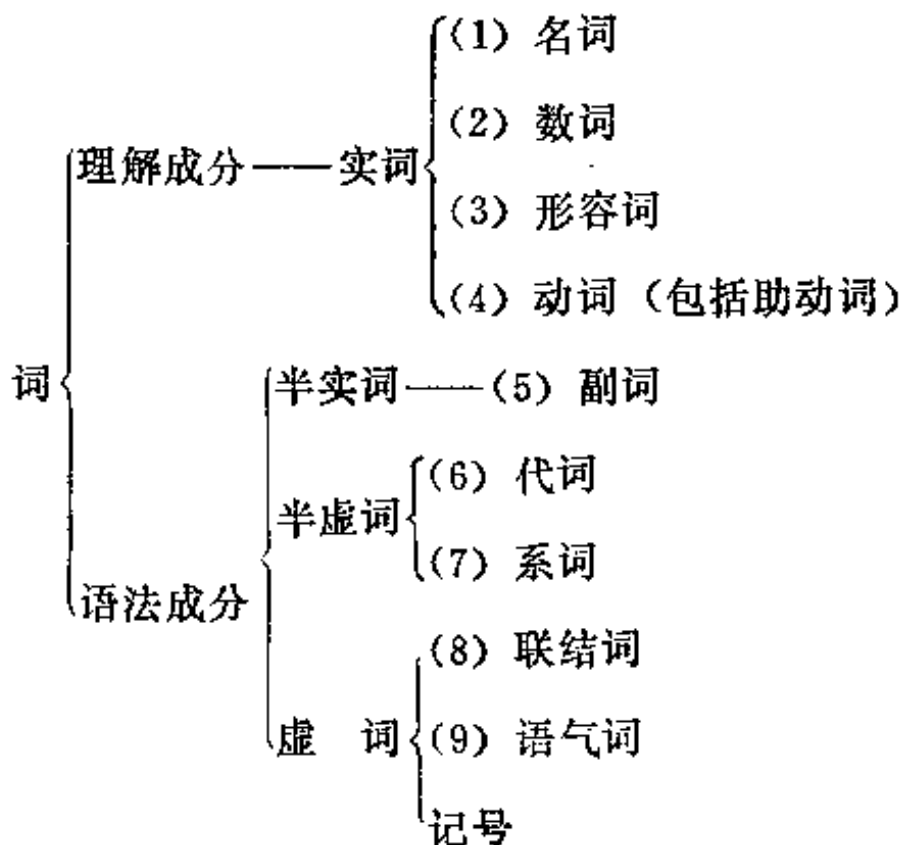 (1) 名词
(2) 数词
理解成分——实词
(3) 形容词
(4) 动词(包括助动词)
词
半实词——(5) 副词
(6) 代词
半虚词
(7) 系词
语法成分
(8) 联结词
虚 词 (9) 语气词
记号